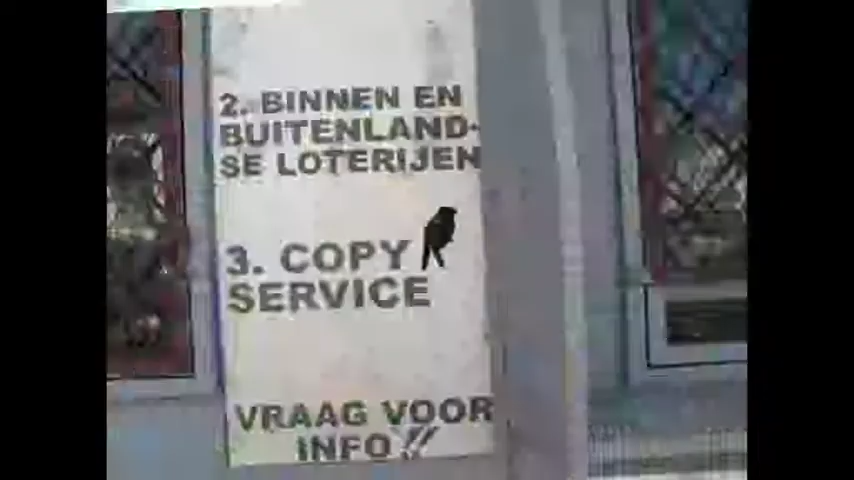 2. BINNEN EN
BUITENLAND-
SE LOTERIJEN
3. COPY
SERVICE
VRAAG VOOR
INFO!!